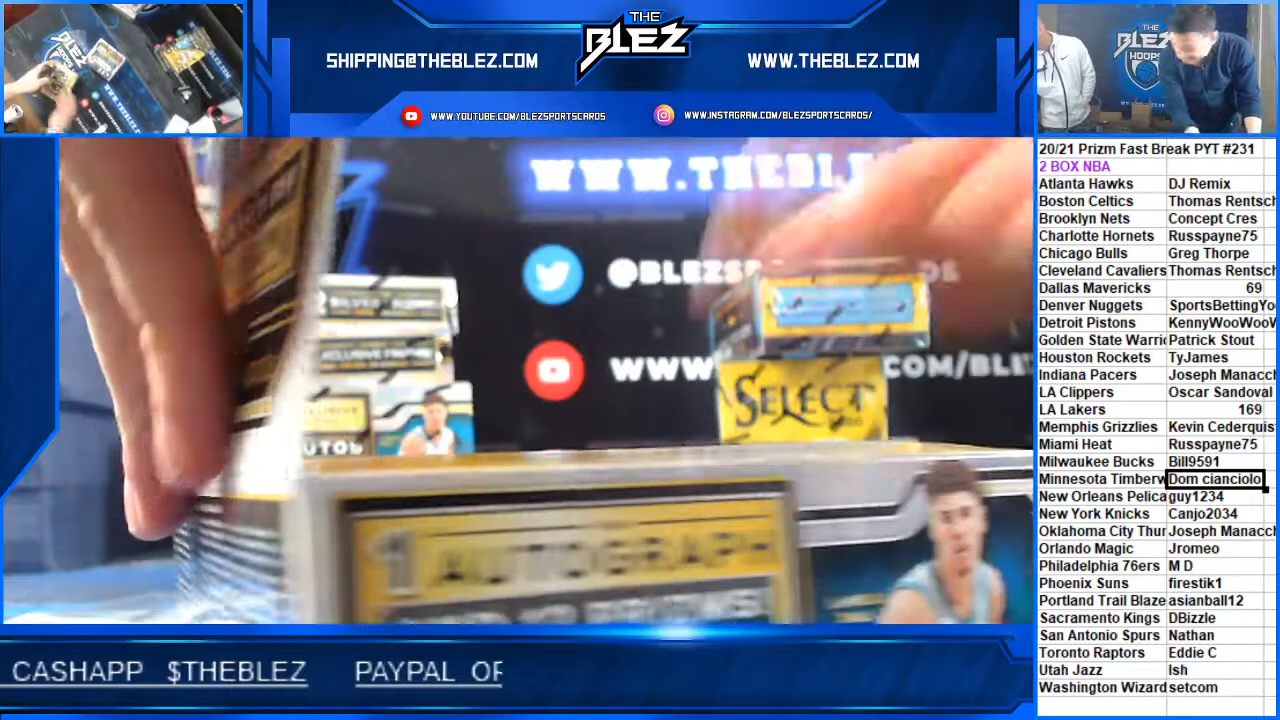 SHIPPING@THEBLEZ.COM
THE
BLEZ
WWW.THEBLEZ.COM
WWW.YOUTUBE.COM/BLEZSPORTSCARDS
WWW.INSTAGRAM.COM/BLEZSPORTSCARDS/
20/21 Prizm Fast Break PYT #231
2 BOX NBA
Atlanta Hawks DJ Remix
Boston Celtics Thomas Rentsch
Brooklyn Nets Concept Cres
Charlotte Hornets Russpayne75
Chicago Bulls Greg Thorpe
Cleveland Cavaliers Thomas Rentsch
Dallas Mavericks 69
Denver Nuggets SportsBettingYo
Detroit Pistons KennyWooWooW
Golden State Warric Patrick Stout
Houston Rockets TyJames
Indiana Pacers Joseph Manacch
LA Clippers Oscar Sandoval
LA Lakers 169
Memphis Grizzlies Kevin Cederquis
Miami Heat Russpayne75
Milwaukee Bucks Bill9591
Minnesota Timberw Dom cianciolo
New Orleans Pelica guy1234
New York Knicks Canjo2034
Oklahoma City Thur Joseph Manacch
Orlando Magic Jromeo
Philadelphia 76ers M D
Phoenix Suns firestik1
Portland Trail Blaze asianball12
Sacramento Kings DBizzle
San Antonio Spurs Nathan
Toronto Raptors Eddie C
Utah Jazz Ish
Washington Wizard setcom
WWW.THEBLE
@BLEZSP
WWW. COM/BLE
SELECT
1 AUTOGRAPH
CASHAPP $THEBLEZ PAYPAL OF